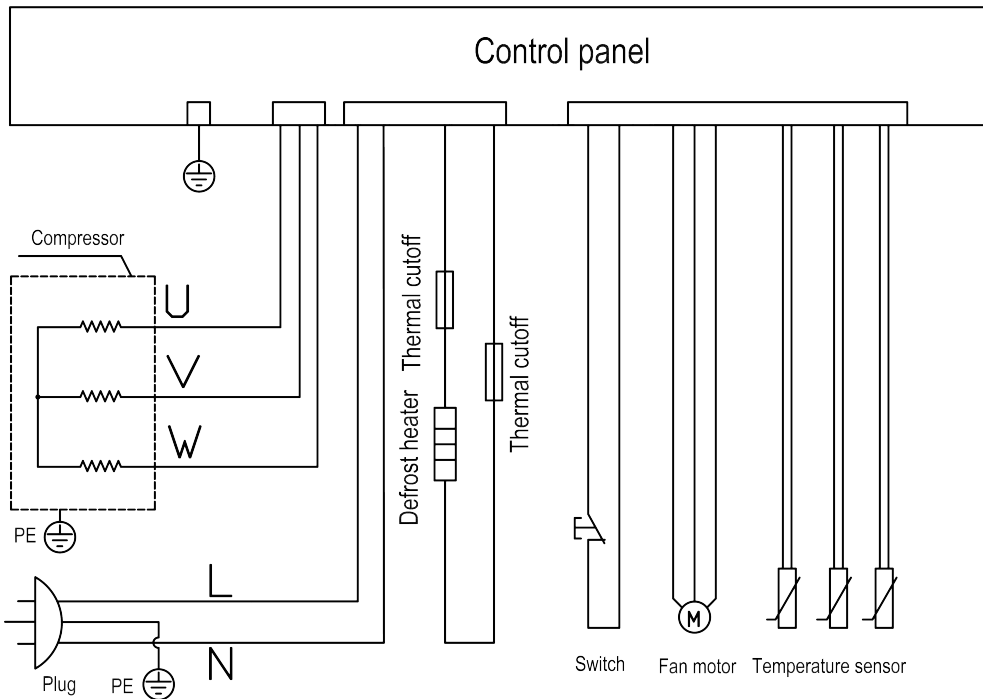 Control panel
Compressor
U
V
W
PE
Thermal cutoff
Defrost heater
Thermal cutoff
L
N
Plug
PE
Switch
M
Fan motor
Temperature sensor